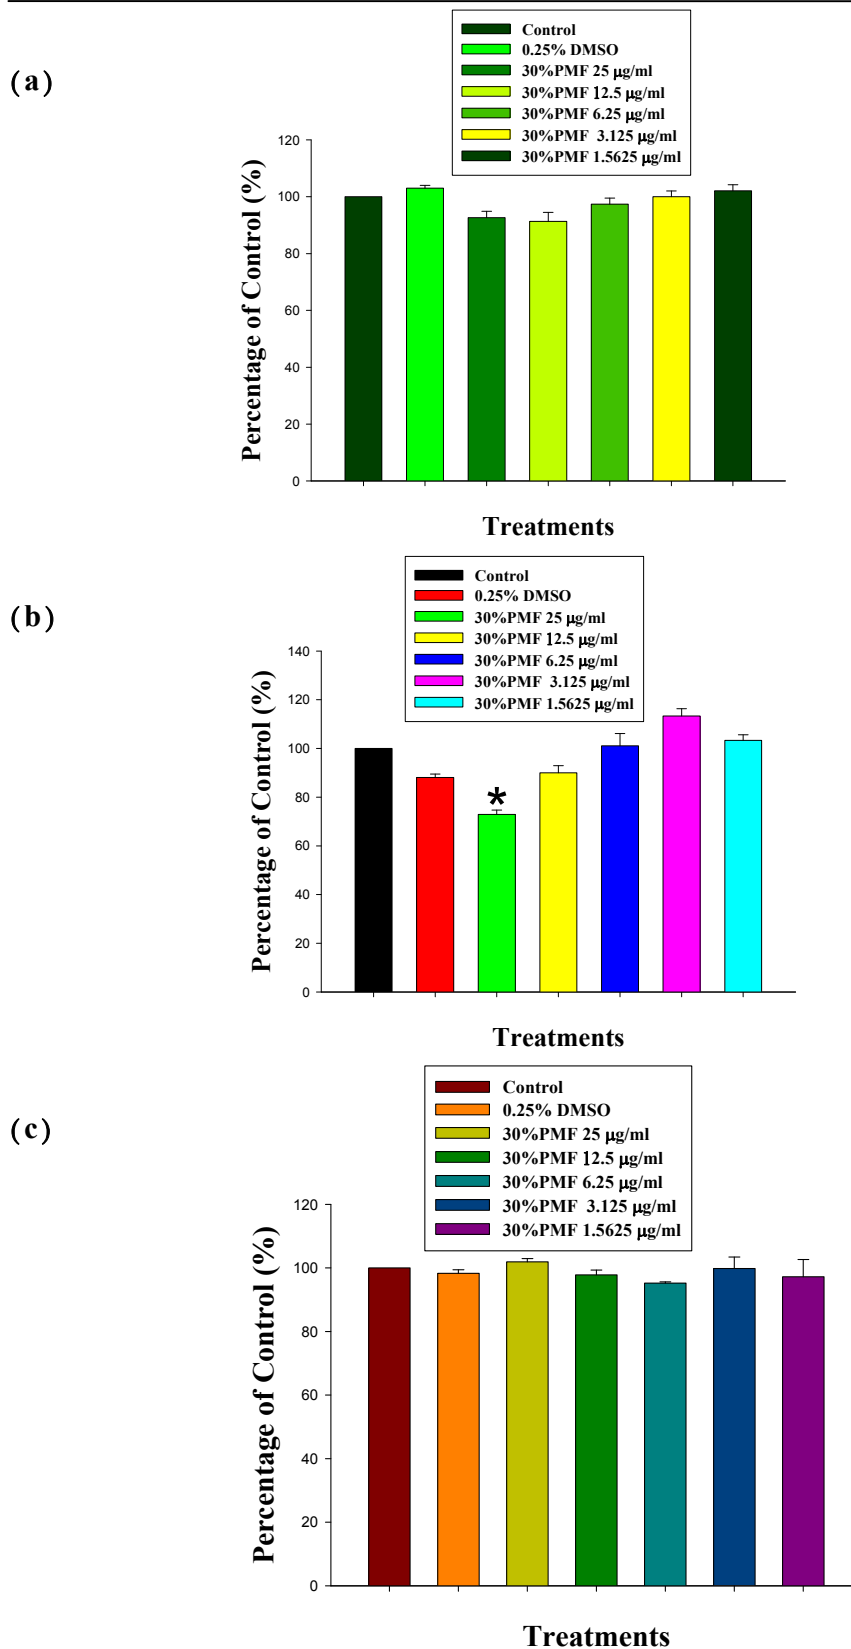 (a)
Control
0.25% DMSO
30%PMF 25 μg/ml
30%PMF 12.5 μg/ml
30%PMF 6.25 μg/ml
30%PMF 3.125 μg/ml
30%PMF 1.5625 μg/ml
Percentage of Control (%)
120
100
80
60
40
20
0
Treatments
(b)
Control
0.25% DMSO
30%PMF 25 μg/ml
30%PMF 12.5 μg/ml
30%PMF 6.25 μg/ml
30%PMF 3.125 μg/ml
30%PMF 1.5625 μg/ml
Percentage of Control (%)
140
120
100
80
60
40
20
0
*
Treatments
(c)
Control
0.25% DMSO
30%PMF 25 μg/ml
30%PMF 12.5 μg/ml
30%PMF 6.25 μg/ml
30%PMF 3.125 μg/ml
30%PMF 1.5625 μg/ml
Percentage of Control (%)
120
100
80
60
40
20
0
Treatments